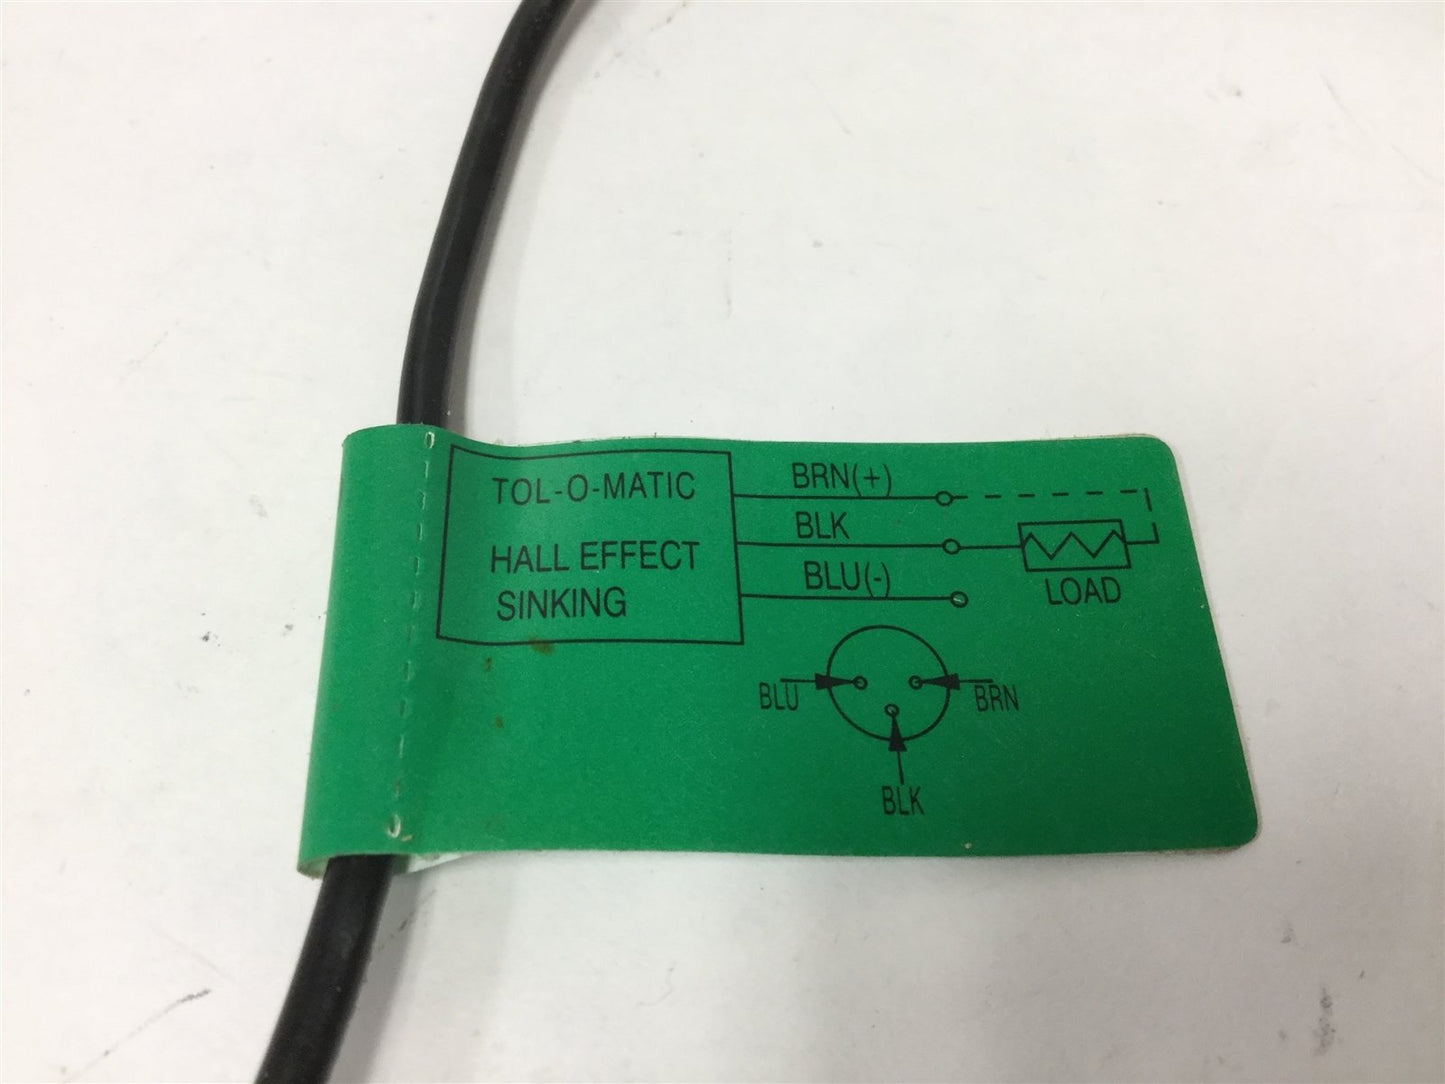 TOL-O-MATIC
HALL EFFECT
SINKING
BRN(+)
BLK
BLU(-)
LOAD
BLU
BRN
BLK